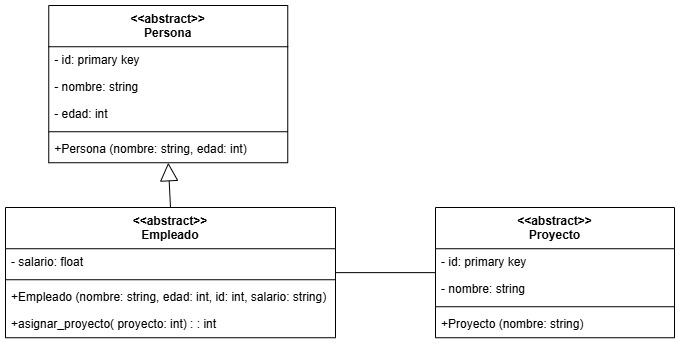 <<abstract>>
Persona
- id: primary key
- nombre: string
- edad: int
+Persona (nombre: string, edad: int)
<<abstract>>
Empleado
- salario: float
+Empleado (nombre: string, edad: int, id: int, salario: string)
+asignar_proyecto( proyecto: int) : : int
<<abstract>>
Proyecto
- id: primary key
- nombre: string
+Proyecto (nombre: string)